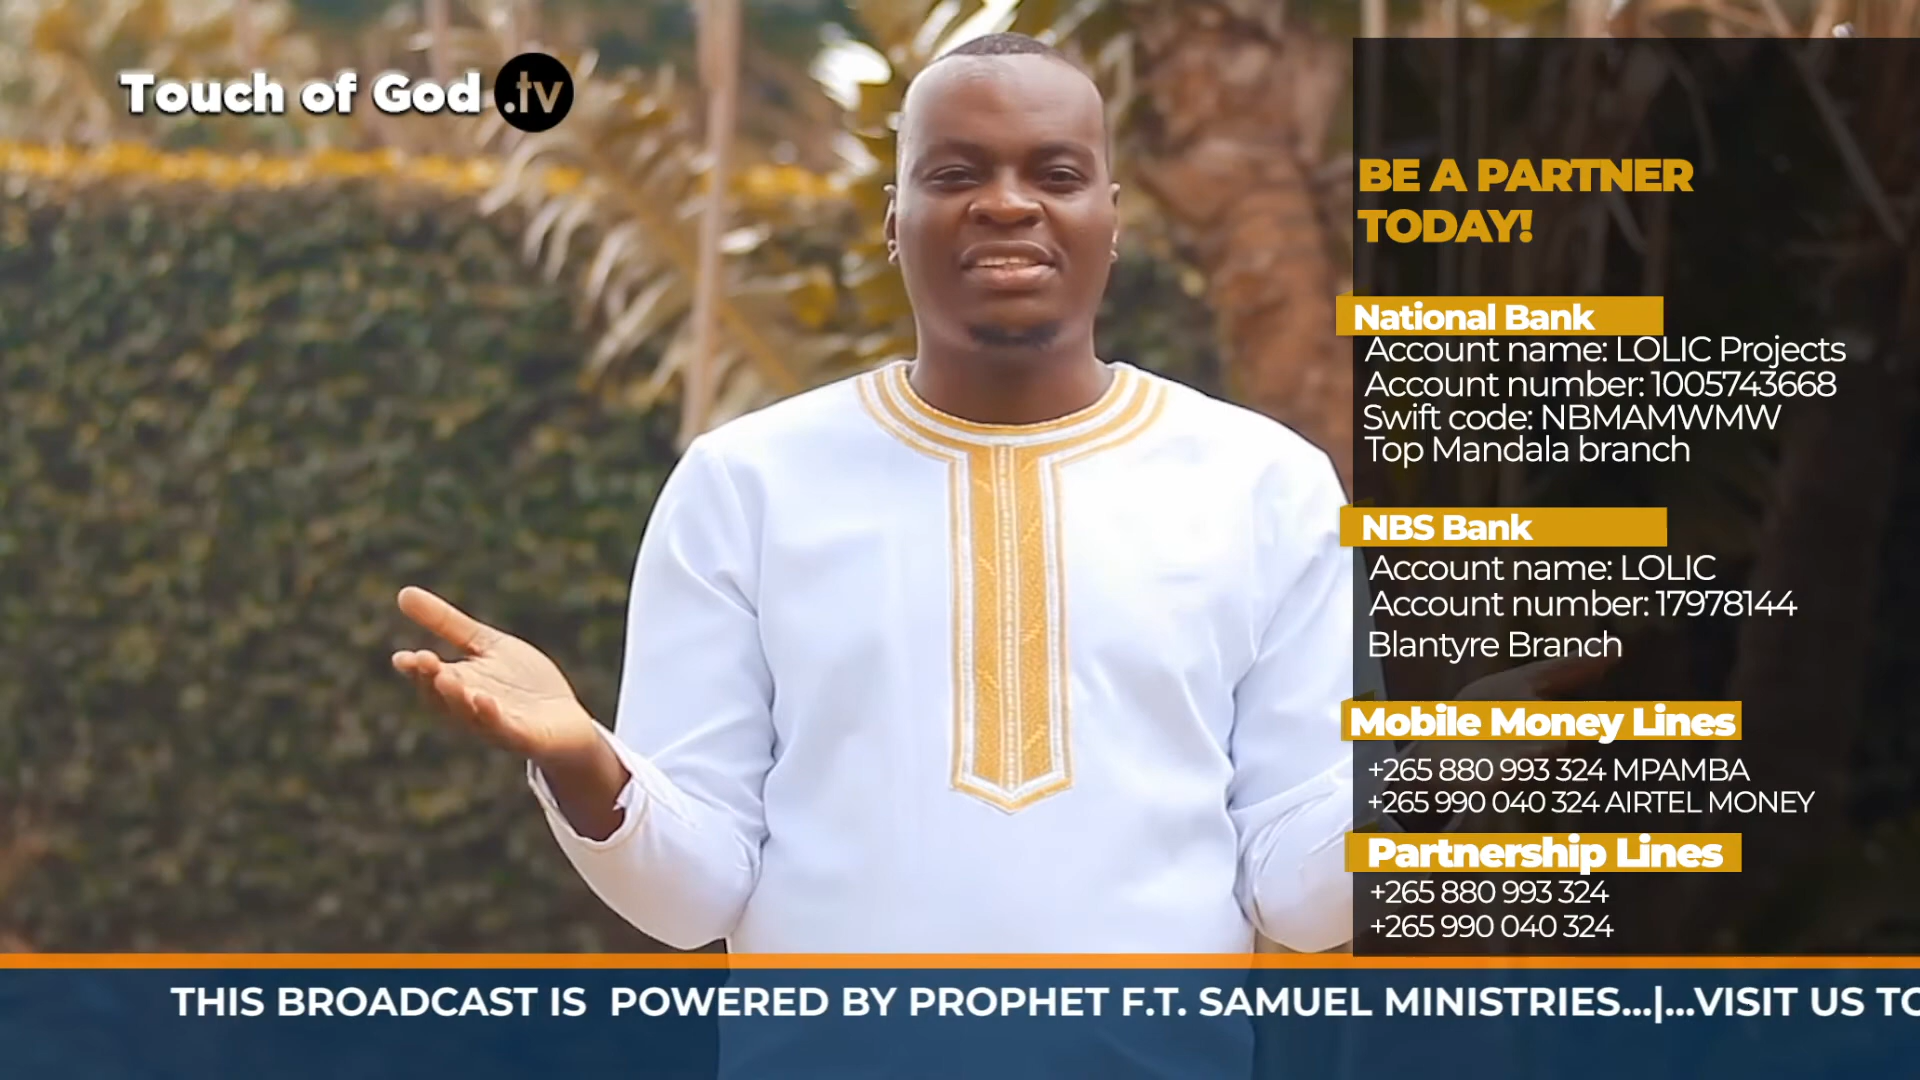 Touch of God .tv
BE A PARTNER
TODAY!
National Bank
Account name: LOLIC Projects
Account number: 1005743668
Swift code: NBMAMWMW
Top Mandala branch
NBS Bank
Account name: LOLIC
Account number: 17978144
Blantyre Branch
Mobile Money Lines
+265 880 993 324 MPAMBA
+265 990 040 324 AIRTEL MONEY
Partnership Lines
+265 880 993 324
+265 990 040 324
THIS BROADCAST IS POWERED BY PROPHET F.T. SAMUEL MINISTRIES...|...VISIT US